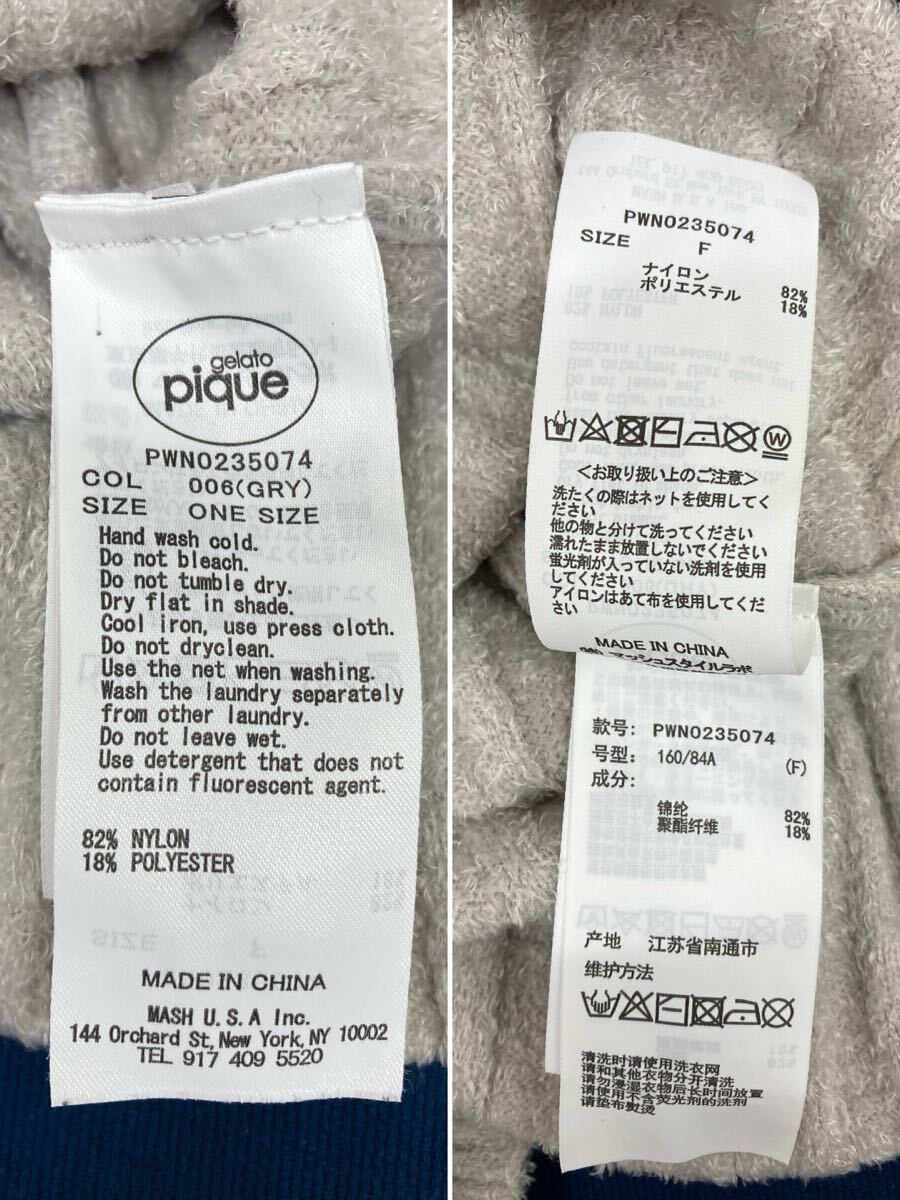 gelato
pique
PWN0235074
COL 006(GRY)
SIZE ONE SIZE
Hand wash cold.
Do not bleach.
Do not tumble dry.
Dry flat in shade.
Cool iron, use press cloth.
Do not dryclean.
Use the net when washing.
Wash the laundry separately
from other laundry.
Do not leave wet.
Use detergent that does not
contain fluorescent agent.
82% NYLON
18% POLYESTER
MADE IN CHINA
MASH U.S.A Inc.
144 Orchard St, New York, NY 10002
TEL 917 409 5520
PWN0235074
SIZE F
ナイロン 82%
ポリエステル 18%
W
<お取り扱い上のご注意>
洗たくの際はネットを使用してく
ださい
他の物と分けて洗ってください
濡れたまま放置しないでください
蛍光剤が入っていない洗剤を使用
してください
アイロンはあて布を使用してくだ
さい
MADE IN CHINA
マッシュスタイルラボ
款号: PWN0235074
号型: 160/84A (F)
成分:
锦纶 82%
聚酯纤维 18%
产地 江苏省南通市
维护方法
清洗时请使用洗衣网
请和其他衣物分开清洗
请勿浸湿衣物后长时间放置
请使用不含荧光剂的洗剂
请垫布熨烫